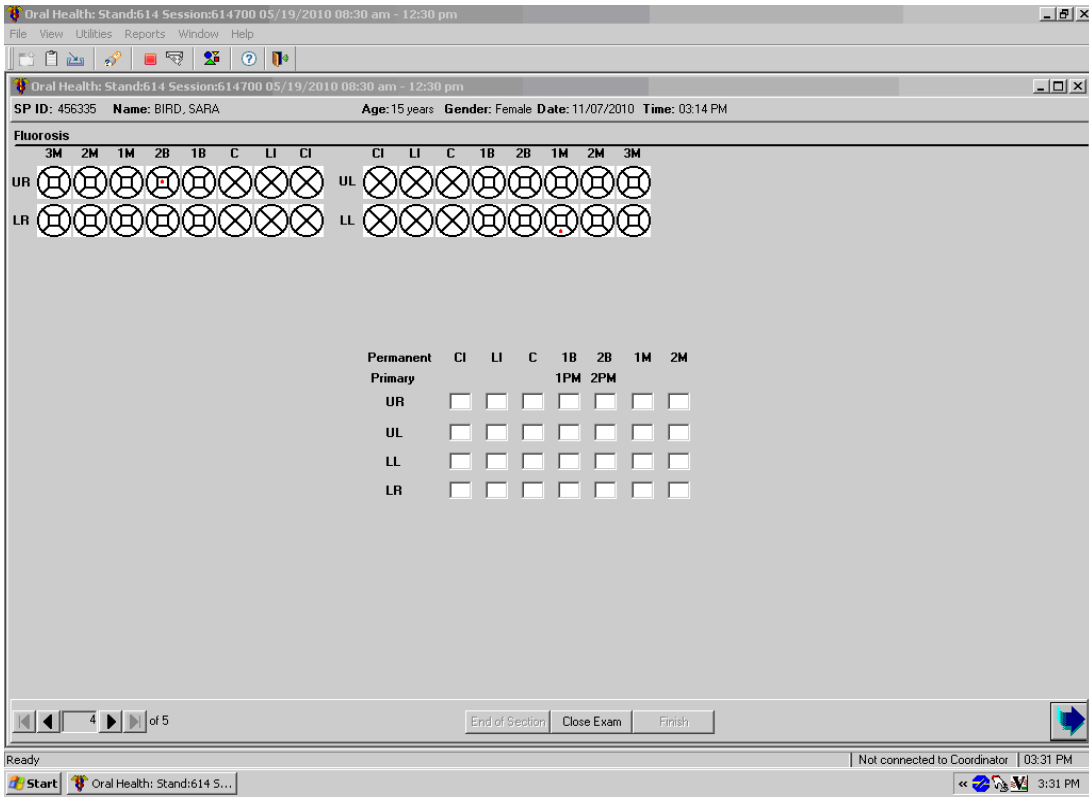 Oral Health: Stand:614 Session:614700 05/19/2010 08:30 am - 12:30 pm
File View Utilities Reports Window Help
Oral Health: Stand:614 Session:614700 05/19/2010 08:30 am - 12:30 pm
SP ID: 456335 Name: BIRD, SARA Age: 15 years Gender: Female Date: 11/07/2010 Time: 03:14 PM
Fluorosis
3M 2M 1M 2B 1B C LI CI CI LI C 1B 2B 1M 2M 3M
UR UL
LR LL
Permanent CI LI C 1B 2B 1M 2M
Primary 1PM 2PM
UR
UL
LL
LR
4 of 5 End of Section Close Exam Finish
Ready Not connected to Coordinator 03:31 PM
Start Oral Health: Stand:614 S... 3:31 PM